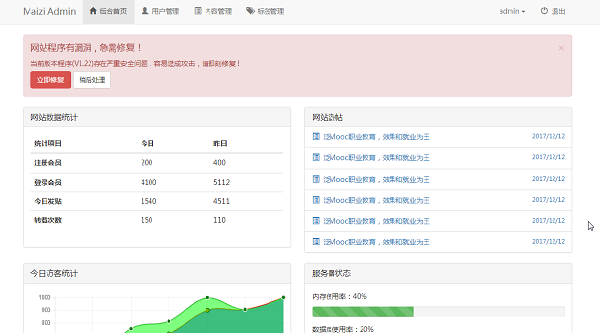 Maizi Admin 后台首页 用户管理 内容管理 标签管理 admin 退出
网站程序有漏洞，急需修复！ ×
当前版本程序(V1.22)存在严重安全问题，容易造成攻击，请即刻修复！
立即修复 稍后处理
网站数据统计
统计项目 今日 昨日
注册会员 200 400
登录会员 4100 5112
今日发贴 1540 4511
转载次数 150 110
网站热帖
泛Mooc职业教育，效果和就业为王 2017/12/12
泛Mooc职业教育，效果和就业为王 2017/12/12
泛Mooc职业教育，效果和就业为王 2017/12/12
泛Mooc职业教育，效果和就业为王 2017/12/12
泛Mooc职业教育，效果和就业为王 2017/12/12
泛Mooc职业教育，效果和就业为王 2017/12/12
今日访客统计
1000
800
600
服务器状态
内存使用率：40%
数据库使用率：20%